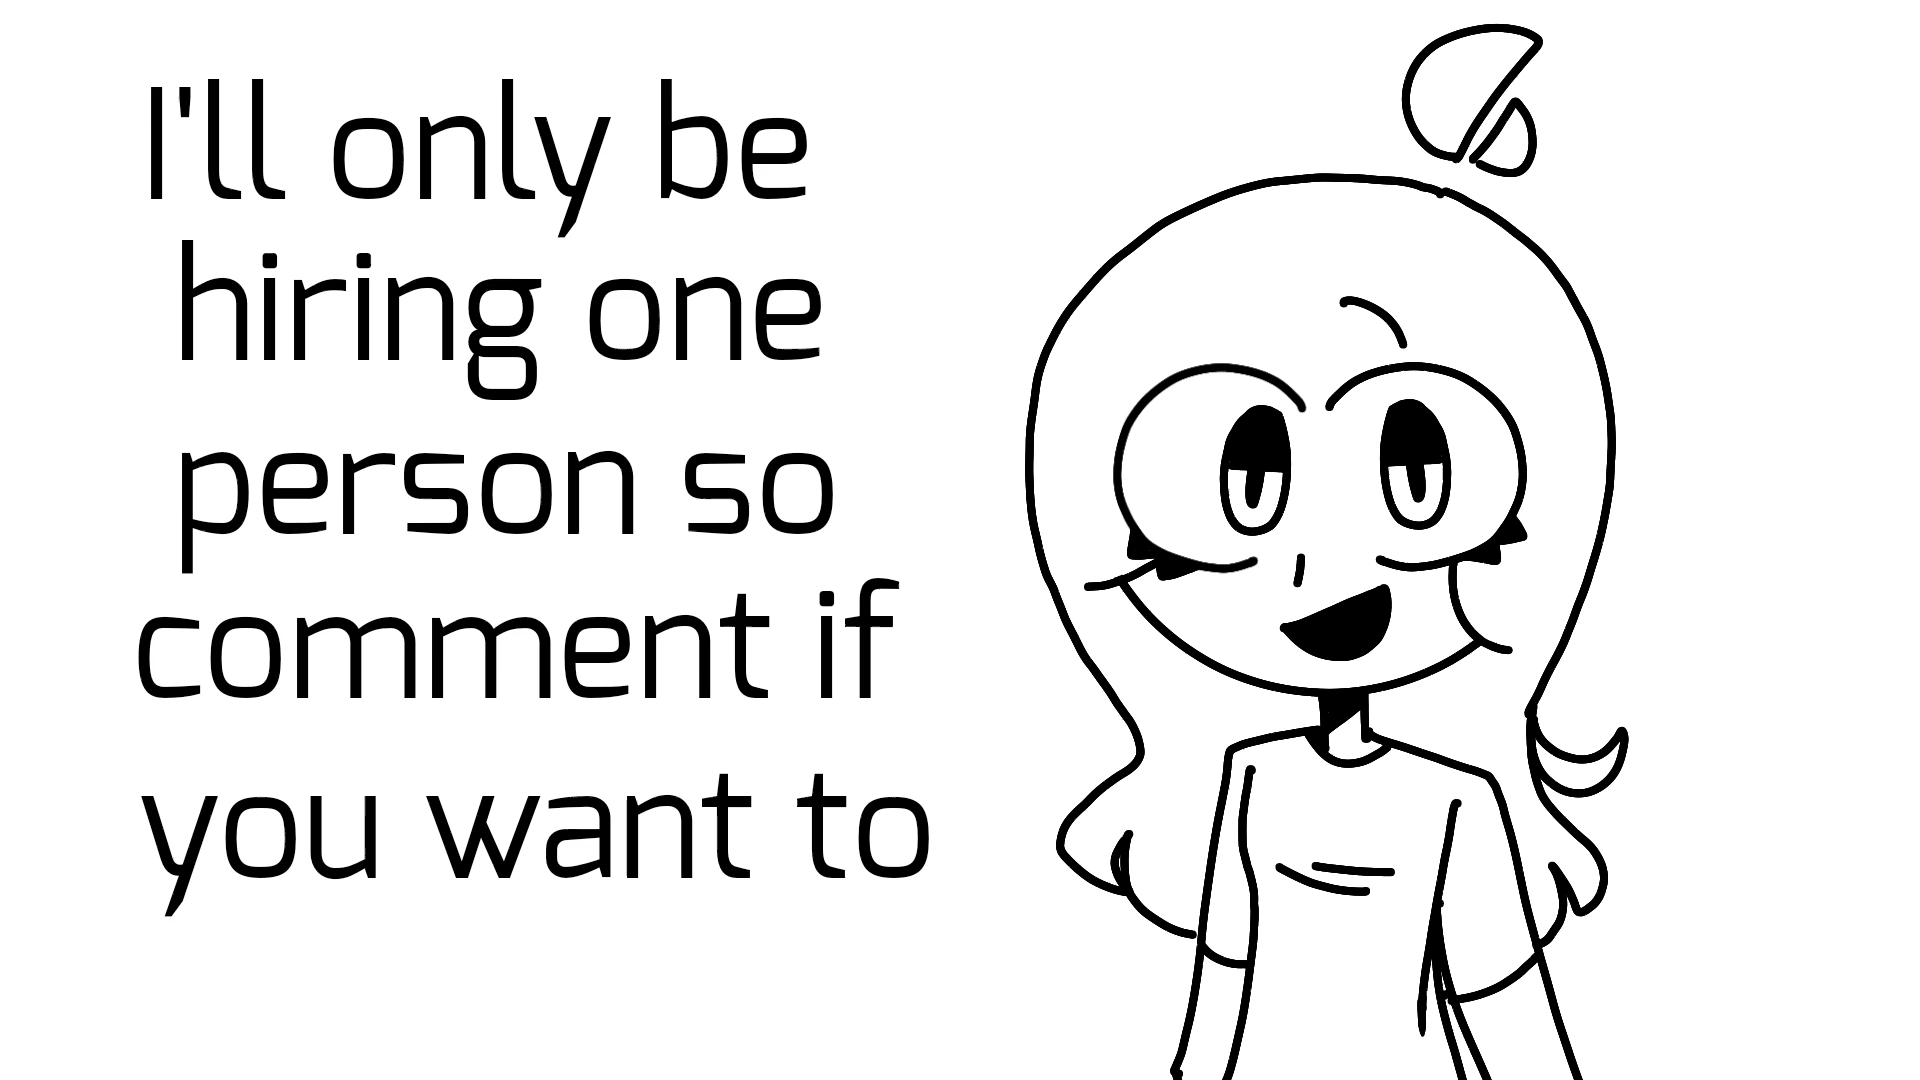 I'll only be
hiring one
person so
comment if
you want to